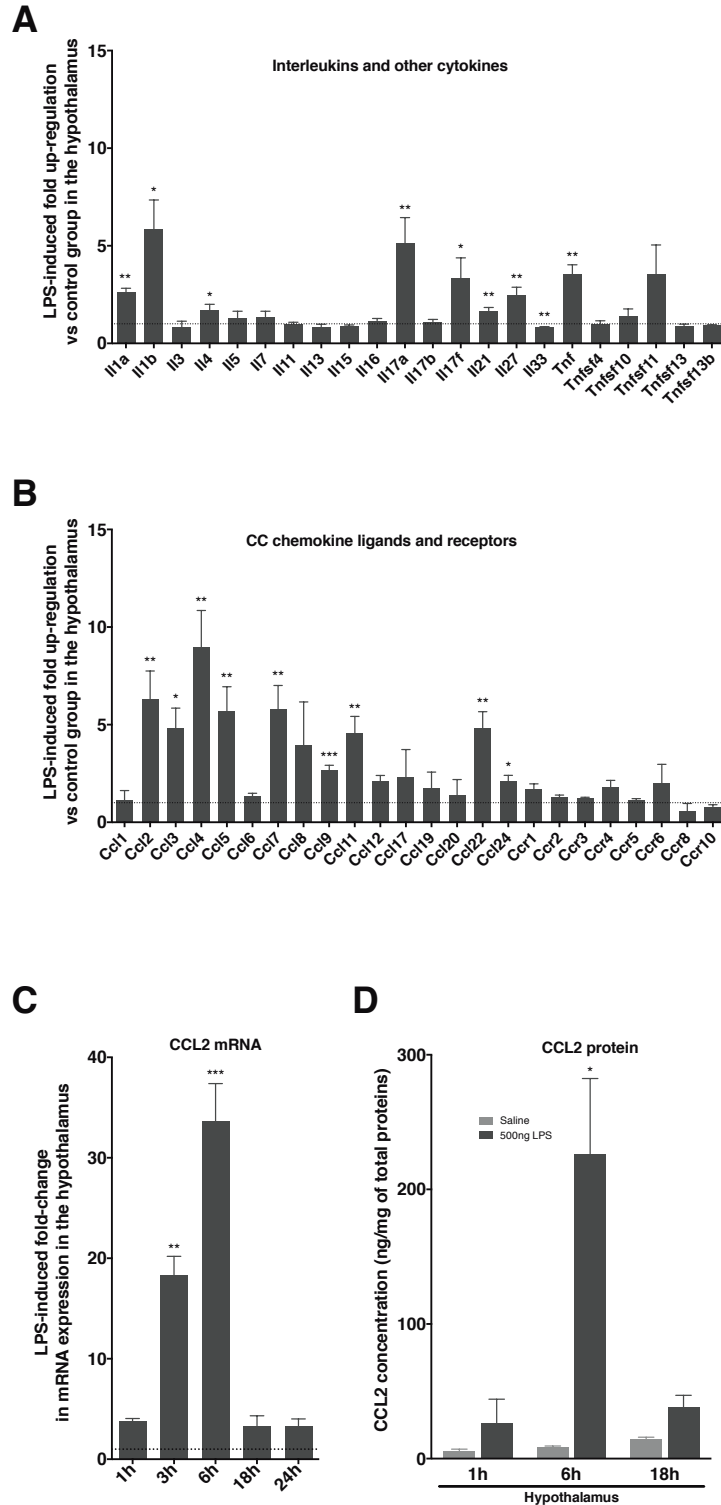 A
Interleukins and other cytokines
LPS-induced fold up-regulation
vs control group in the hypothalamus
15
10
5
0
** * * ** * ** ** ** **
Il1a Il1b Il3 Il4 Il5 Il7 Il11 Il13 Il15 Il16 Il17a Il17b Il17f Il21 Il27 Il33 Tnf Tnfsf4 Tnfsf10 Tnfsf11 Tnfsf13 Tnfsf13b
B
CC chemokine ligands and receptors
LPS-induced fold up-regulation
vs control group in the hypothalamus
15
10
5
0
** * ** ** ** *** ** ** *
Ccl1 Ccl2 Ccl3 Ccl4 Ccl5 Ccl6 Ccl7 Ccl8 Ccl9 Ccl11 Ccl12 Ccl17 Ccl19 Ccl20 Ccl22 Ccl24 Ccr1 Ccr2 Ccr3 Ccr4 Ccr5 Ccr6 Ccr8 Ccr10
C
CCL2 mRNA
LPS-induced fold-change
in mRNA expression in the hypothalamus
40
30
20
10
0
** ***
1h 3h 6h 18h 24h
D
CCL2 protein
CCL2 concentration (ng/mg of total proteins)
300
200
100
0
Saline
500ng LPS
*
1h 6h 18h
Hypothalamus